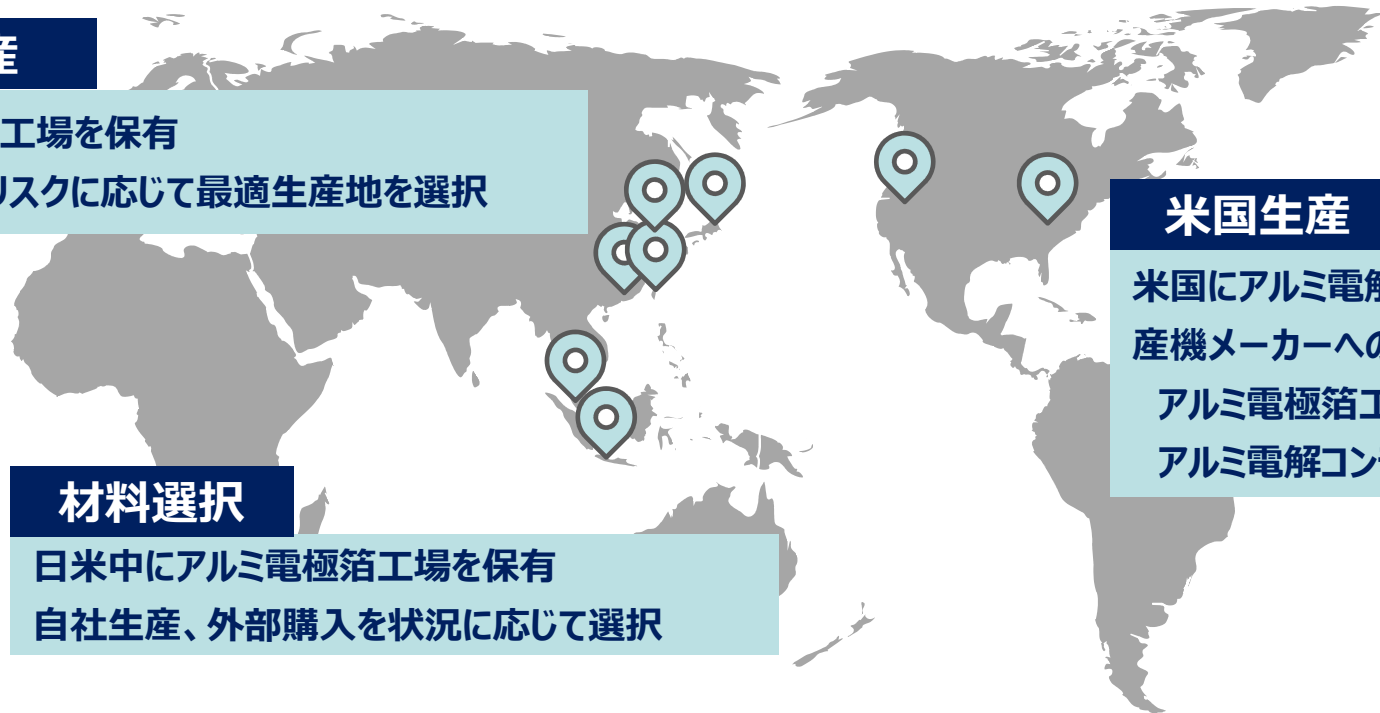 産
工場を保有
リスクに応じて最適生産地を選択
米国生産
米国にアルミ電解
産機メーカーへの
アルミ電極箔工
アルミ電解コン
材料選択
日米中にアルミ電極箔工場を保有
自社生産、外部購入を状況に応じて選択